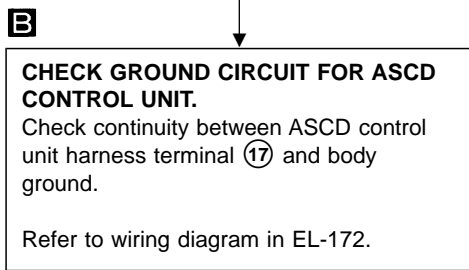 B
CHECK GROUND CIRCUIT FOR ASCD
CONTROL UNIT.
Check continuity between ASCD control
unit harness terminal ⑰ and body
ground.
Refer to wiring diagram in EL-172.